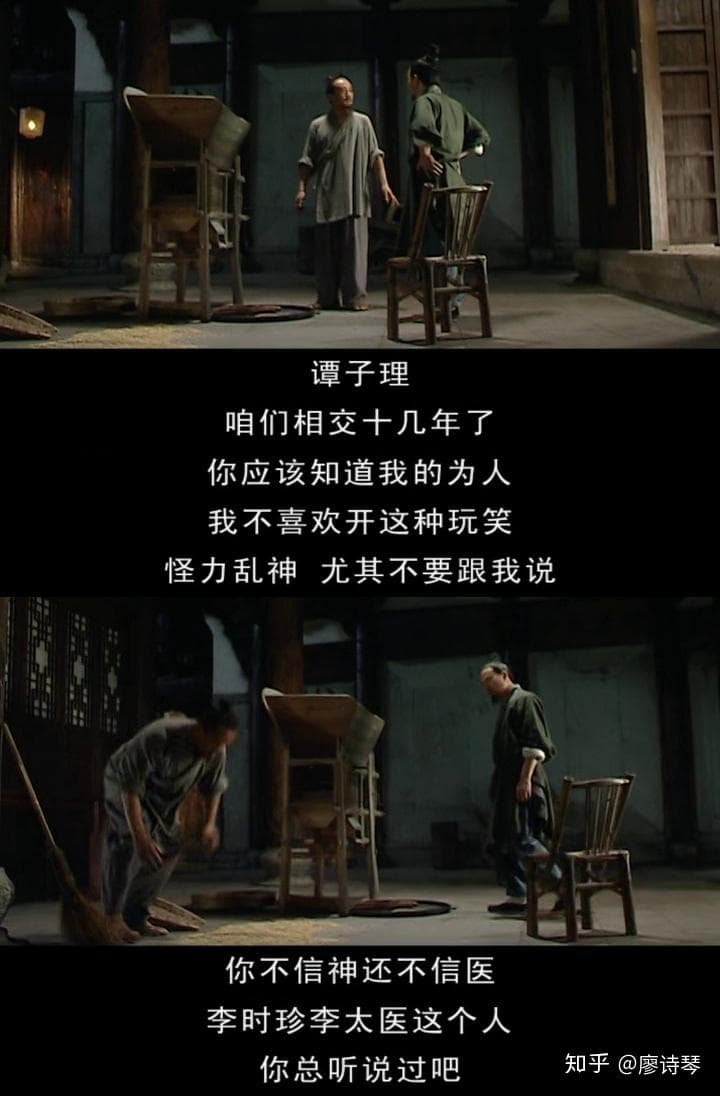 谭子理
咱们相交十几年了
你应该知道我的为人
我不喜欢开这种玩笑
怪力乱神 尤其不要跟我说
你不信神还不信医
李时珍李太医这个人
你总听说过吧
知乎 @廖诗琴